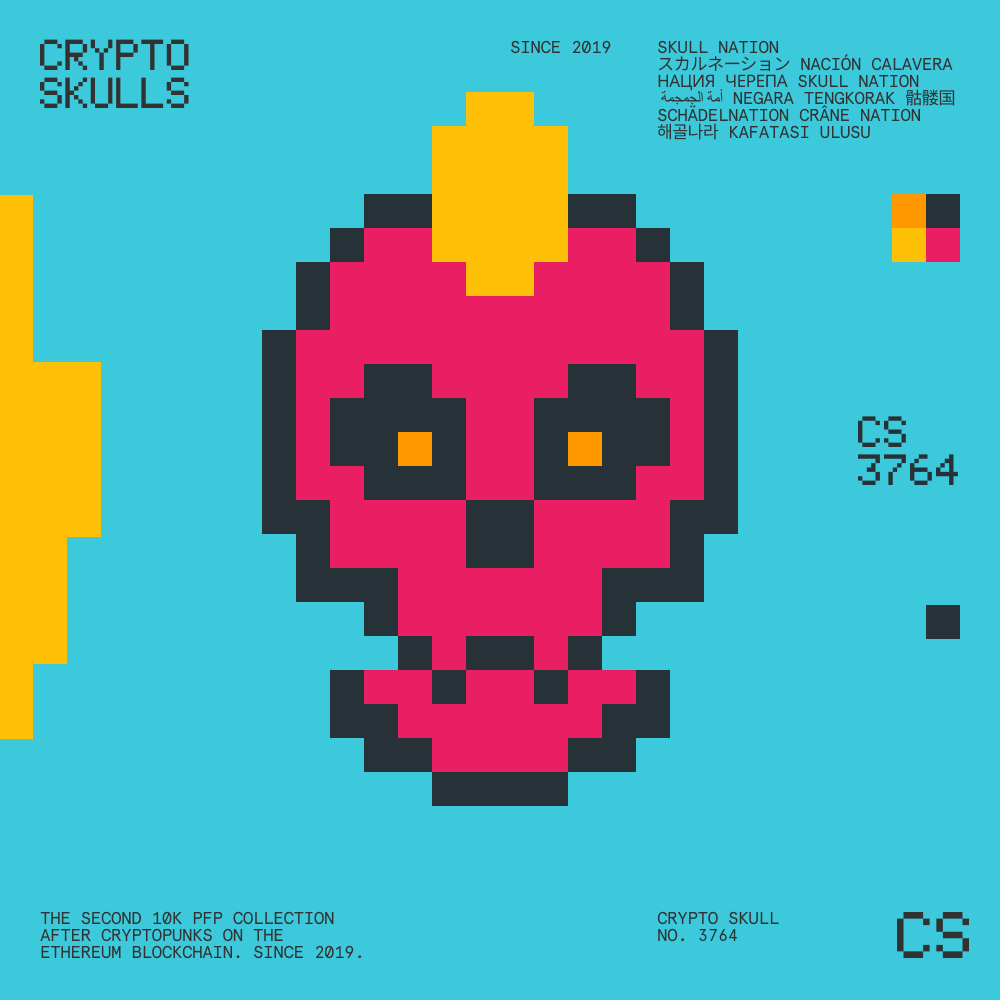 CRYPTO
SKULLS
SINCE 2019
SKULL NATION
スカルネーション NACIÓN CALAVERA
НАЦИЯ ЧЕРЕПА SKULL NATION
أمة الجمجمة NEGARA TENGKORAK 骷髅国
SCHÄDELNATION CRÂNE NATION
해골나라 KAFATASI ULUSU
CS
3764
THE SECOND 10K PFP COLLECTION
AFTER CRYPTOPUNKS ON THE
ETHEREUM BLOCKCHAIN. SINCE 2019.
CRYPTO SKULL
NO. 3764
CS